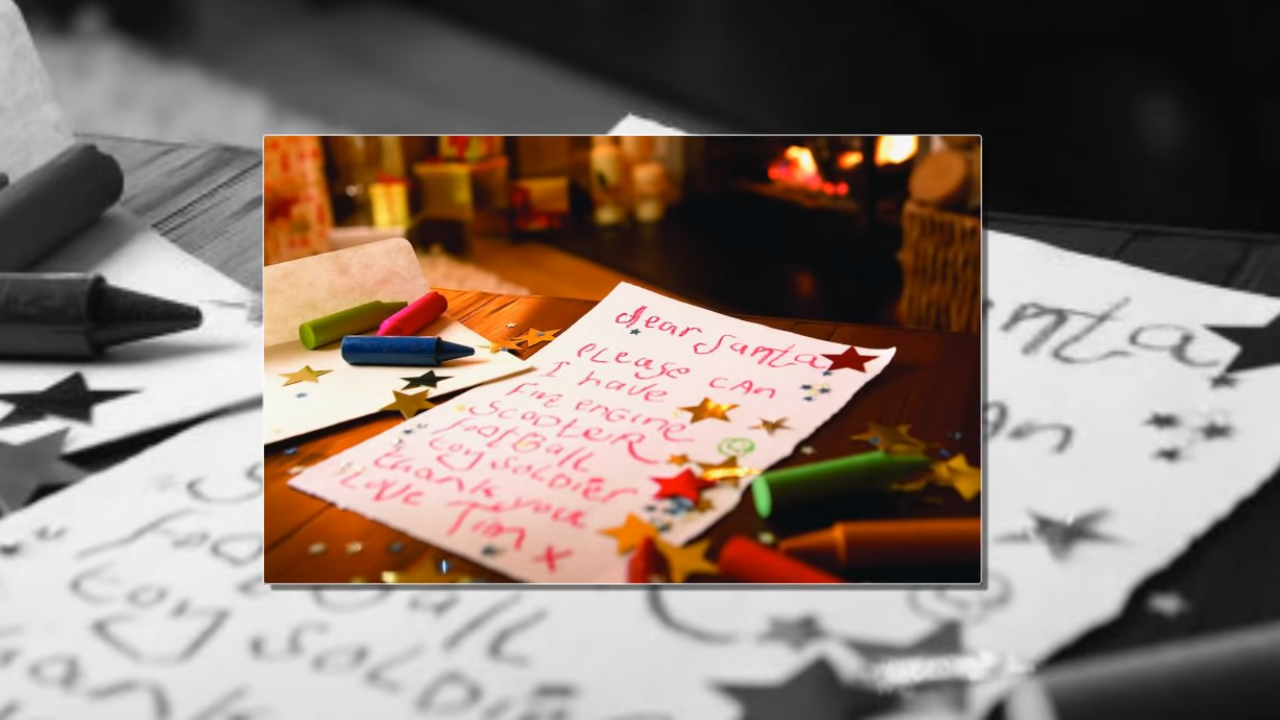 dear Santa
PLEASE CAN
I have
Fire engine
SCOOTER
football
toy SOLDIER
thank you
LOVE Tim x